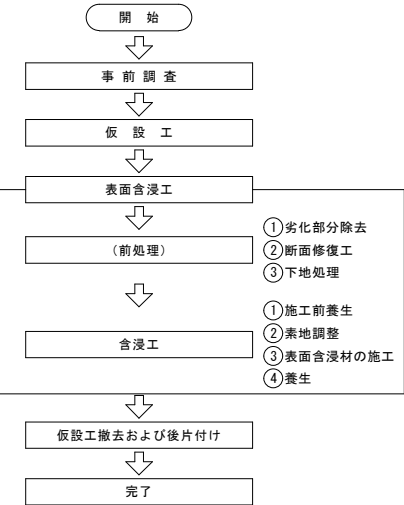 開 始
事 前 調 査
仮 設 工
表面含浸工
(前処理)
①劣化部分除去
②断面修復工
③下地処理
含浸工
①施工前養生
②素地調整
③表面含浸材の施工
④養生
仮設工撤去および後片付け
完了